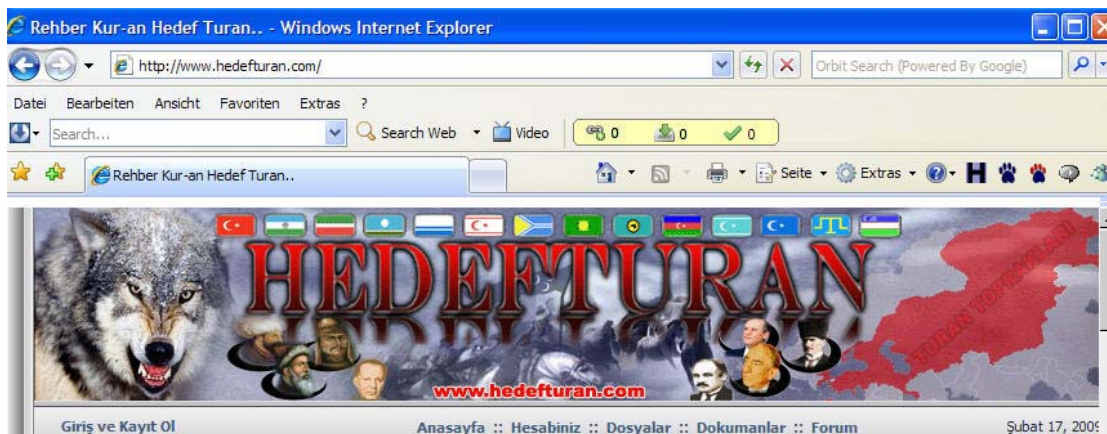 Rehber Kur-an Hedef Turan.. - Windows Internet Explorer
http://www.hedefturan.com/
Orbit Search (Powered By Google)
Datei Bearbeiten Ansicht Favoriten Extras ?
Search... Search Web Video 0 0 0
Rehber Kur-an Hedef Turan.. Seite Extras
HEDEFTURAN
TURAN TOPRAKLARI
www.hedefturan.com
Giriş ve Kayıt Ol Anasayfa :: Hesabiniz :: Dosyalar :: Dokumanlar :: Forum Şubat 17, 2009